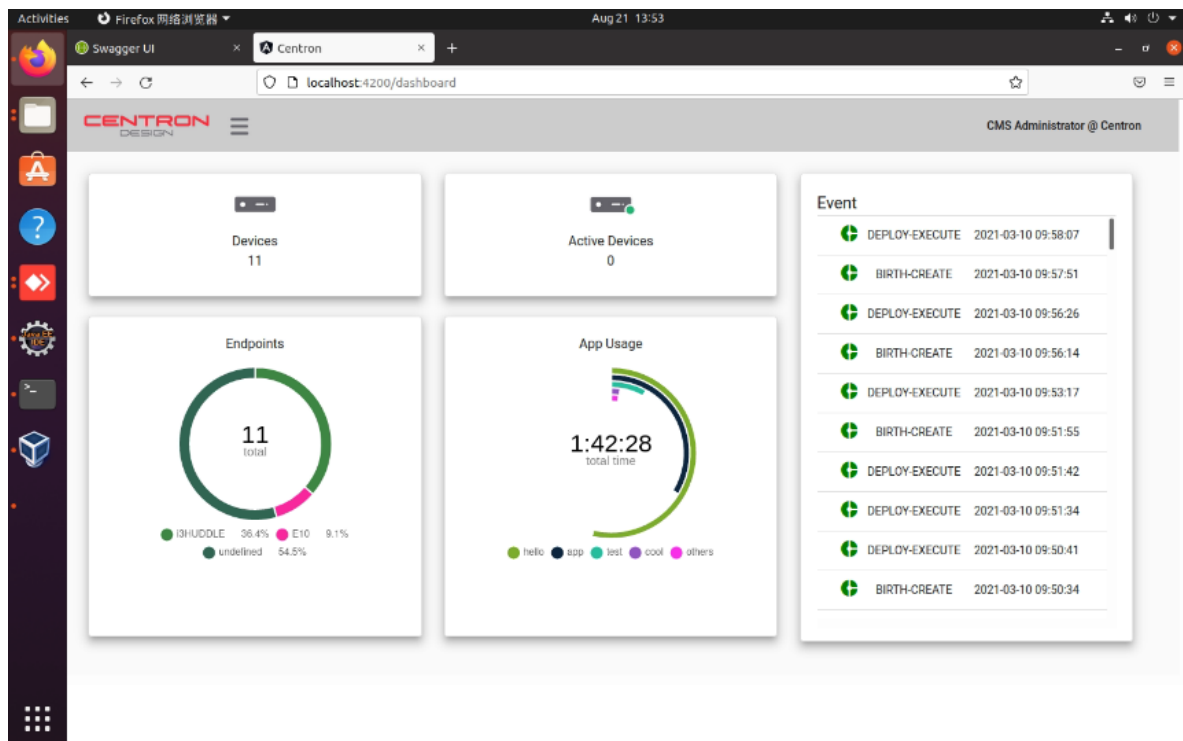 Activities Firefox 网络浏览器 Aug 21 13:53
Swagger UI × Centron × +
localhost:4200/dashboard
CENTRON
DESIGN
CMS Administrator @ Centron
Devices
11
Active Devices
0
Endpoints
11
total
i3HUDDLE 36.4% E10 9.1%
undefined 54.5%
App Usage
1:42:28
total time
hello app test cool others
Event
DEPLOY-EXECUTE 2021-03-10 09:58:07
BIRTH-CREATE 2021-03-10 09:57:51
DEPLOY-EXECUTE 2021-03-10 09:56:26
BIRTH-CREATE 2021-03-10 09:56:14
DEPLOY-EXECUTE 2021-03-10 09:53:17
BIRTH-CREATE 2021-03-10 09:51:55
DEPLOY-EXECUTE 2021-03-10 09:51:42
DEPLOY-EXECUTE 2021-03-10 09:51:34
DEPLOY-EXECUTE 2021-03-10 09:50:41
BIRTH-CREATE 2021-03-10 09:50:34